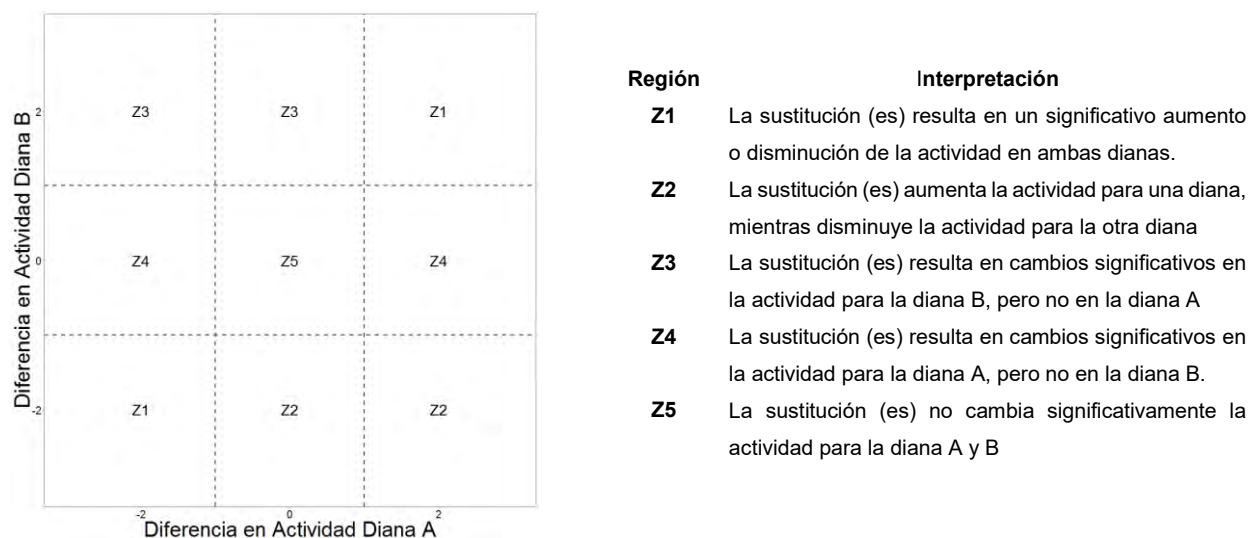 Diferencia en Actividad Diana B
2
0
-2
Z3 Z3 Z1
Z4 Z5 Z4
Z1 Z2 Z2
-2 0 2
Diferencia en Actividad Diana A
Región Interpretación
Z1 La sustitución (es) resulta en un significativo aumento
o disminución de la actividad en ambas dianas.
Z2 La sustitución (es) aumenta la actividad para una diana,
mientras disminuye la actividad para la otra diana
Z3 La sustitución (es) resulta en cambios significativos en
la actividad para la diana B, pero no en la diana A
Z4 La sustitución (es) resulta en cambios significativos en
la actividad para la diana A, pero no en la diana B.
Z5 La sustitución (es) no cambia significativamente la
actividad para la diana A y B